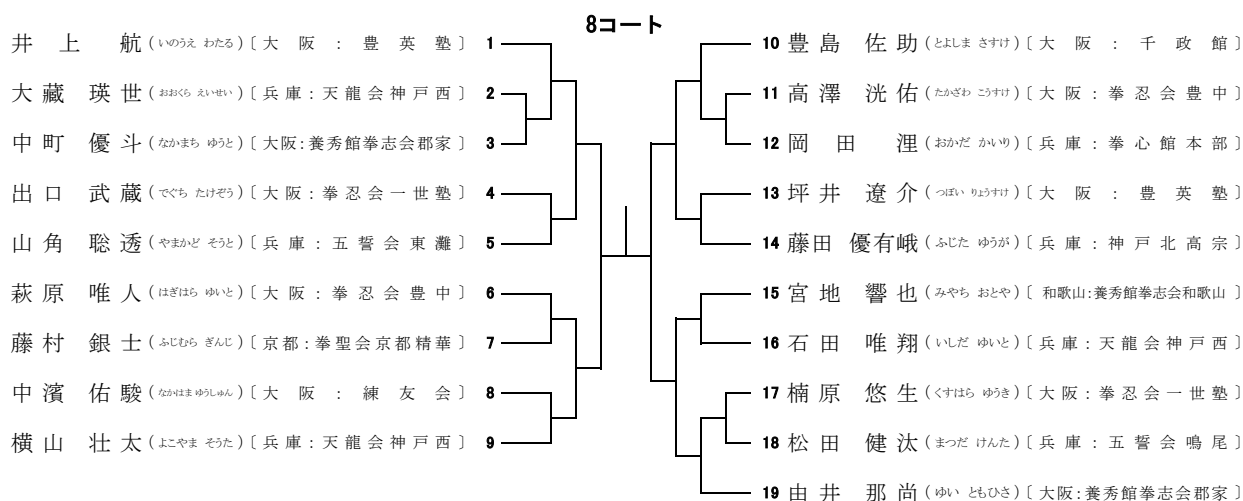 8コート
井上 航 (いのうえ わたる) 〔大阪：豊英塾〕 1
大藏 瑛世 (おおくら えいせい) 〔兵庫：天龍会神戸西〕 2
中町 優斗 (なかまち ゆうと) 〔大阪：養秀館拳志会郡家〕 3
出口 武蔵 (でぐち たけぞう) 〔大阪：拳忍会一世塾〕 4
山角 聡透 (やまかど そうと) 〔兵庫：五誓会東灘〕 5
萩原 唯人 (はぎはら ゆいと) 〔大阪：拳忍会豊中〕 6
藤村 銀士 (ふじむら ぎんじ) 〔京都：拳聖会京都精華〕 7
中濱 佑駿 (なかはま ゆうしゅん) 〔大阪：練友会〕 8
横山 壮太 (よこやま そうた) 〔兵庫：天龍会神戸西〕 9
10 豊島 佐助 (とよしま さすけ) 〔大阪：千政館〕
11 高澤 洸佑 (たかざわ こうすけ) 〔大阪：拳忍会豊中〕
12 岡田 浬 (おかだ かいり) 〔兵庫：拳心館本部〕
13 坪井 遼介 (つぼい りょうすけ) 〔大阪：豊英塾〕
14 藤田 優有峨 (ふじた ゆうが) 〔兵庫：神戸北高宗〕
15 宮地 響也 (みやち おとや) 〔和歌山：養秀館拳志会和歌山〕
16 石田 唯翔 (いしだ ゆいと) 〔兵庫：天龍会神戸西〕
17 楠原 悠生 (くすはら ゆうき) 〔大阪：拳忍会一世塾〕
18 松田 健汰 (まつだ けんた) 〔兵庫：五誓会鳴尾〕
19 由井 那尚 (ゆい ともひさ) 〔大阪：養秀館拳志会郡家〕